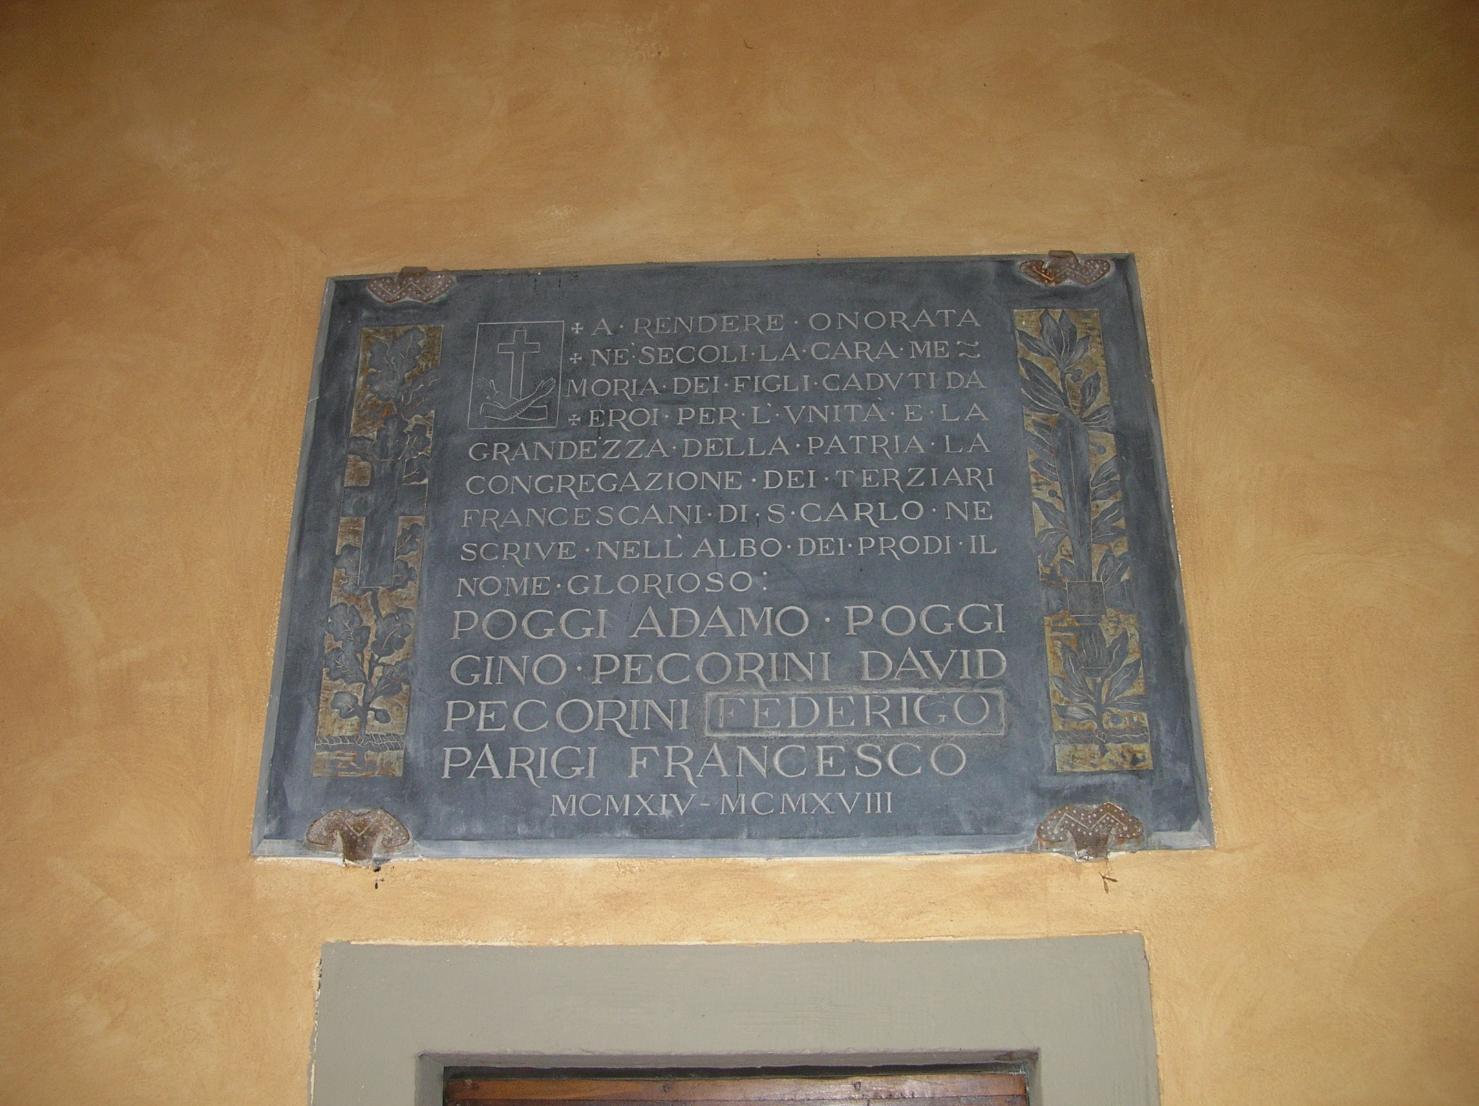 A·RENDERE·ONORATA
NE'SECOLI·LA·CARA·ME~
MORIA·DEI·FIGLI·CADVTI DA
EROI·PER·L'VNITÀ·E·LA
GRANDEZZA·DELLA·PATRIA·LA
CONGREGAZIONE·DEI·TERZIARI
FRANCESCANI·DI·S·CARLO·NE
SCRIVE·NELL'ALBO·DEI·PRODI·IL
NOME·GLORIOSO:
POGGI ADAMO·POGGI
GINO·PECORINI DAVID
PECORINI FEDERIGO
PARIGI FRANCESCO
MCMXIV-MCMXVIII